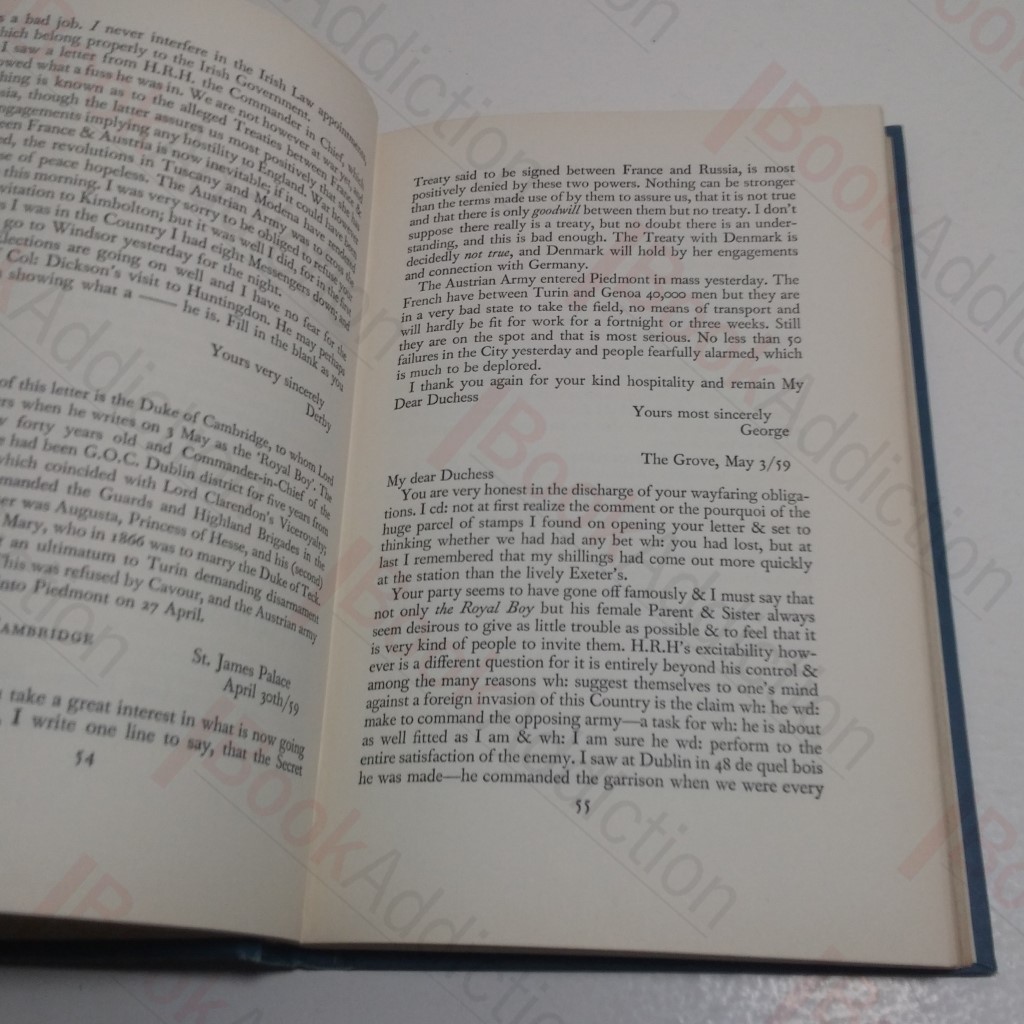 s a bad job. I never interfere in the Irish Law appointments
hich belong properly to the Irish Government.
I saw a letter from H.R.H. the Commander in Chief, which
owed what a fuss he was in. We are not however at war yet
hing is known as to the alleged Treaties between France &
sia, though the latter assures us most positively that she
ngagements implying any hostility to England. War however
een France & Austria is now inevitable; if it could have been
ed, the revolutions in Tuscany and Modena have rendered
se of peace hopeless. The Austrian Army was to cross the
this morning. I was very sorry to be obliged to refuse your
vitation to Kimbolton; but it was well I did, for in the first
s I was in the Country I had eight Messengers down; and
go to Windsor yesterday for the night.
lections are going on well and I have no fear for the
Col: Dickson's visit to Huntingdon. He may perhaps
showing what a —— he is. Fill in the blank as you
Yours very sincerely
Derby
of this letter is the Duke of Cambridge, to whom Lord
rs when he writes on 3 May as the 'Royal Boy'. The
y forty years old and Commander-in-Chief of the
e had been G.O.C. Dublin district for five years from
which coincided with Lord Clarendon's Viceroyalty;
manded the Guards and Highland Brigades in the
er was Augusta, Princess of Hesse, and his (second)
Mary, who in 1866 was to marry the Duke of Teck.
an ultimatum to Turin demanding disarmament
This was refused by Cavour, and the Austrian army
nto Piedmont on 27 April.
AMBRIDGE
St. James Palace
April 30th/59
take a great interest in what is now going
, I write one line to say, that the Secret
54
Treaty said to be signed between France and Russia, is most
positively denied by these two powers. Nothing can be stronger
than the terms made use of by them to assure us, that it is not true
and that there is only goodwill between them but no treaty. I don't
suppose there really is a treaty, but no doubt there is an under-
standing, and this is bad enough. The Treaty with Denmark is
decidedly not true, and Denmark will hold by her engagements
and connection with Germany.
The Austrian Army entered Piedmont in mass yesterday. The
French have between Turin and Genoa 40,000 men but they are
in a very bad state to take the field, no means of transport and
will hardly be fit for work for a fortnight or three weeks. Still
they are on the spot and that is most serious. No less than 50
failures in the City yesterday and people fearfully alarmed, which
is much to be deplored.
I thank you again for your kind hospitality and remain My
Dear Duchess
Yours most sincerely
George
The Grove, May 3/59
My dear Duchess
You are very honest in the discharge of your wayfaring obliga-
tions. I cd: not at first realize the comment or the pourquoi of the
huge parcel of stamps I found on opening your letter & set to
thinking whether we had had any bet wh: you had lost, but at
last I remembered that my shillings had come out more quickly
at the station than the lively Exeter's.
Your party seems to have gone off famously & I must say that
not only the Royal Boy but his female Parent & Sister always
seem desirous to give as little trouble as possible & to feel that it
is very kind of people to invite them. H.R.H's excitability how-
ever is a different question for it is entirely beyond his control &
among the many reasons wh: suggest themselves to one's mind
against a foreign invasion of this Country is the claim wh: he wd:
make to command the opposing army—a task for wh: he is about
as well fitted as I am & wh: I am sure he wd: perform to the
entire satisfaction of the enemy. I saw at Dublin in 48 de quel bois
he was made—he commanded the garrison when we were every
55